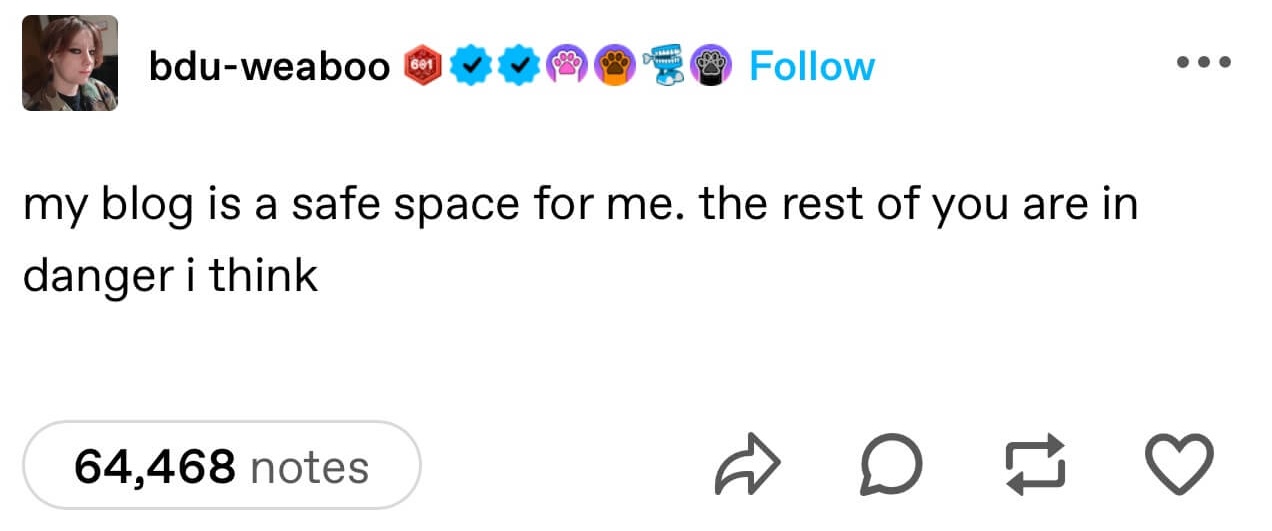 bdu-weaboo 601 Follow
my blog is a safe space for me. the rest of you are in
danger i think
64,468 notes